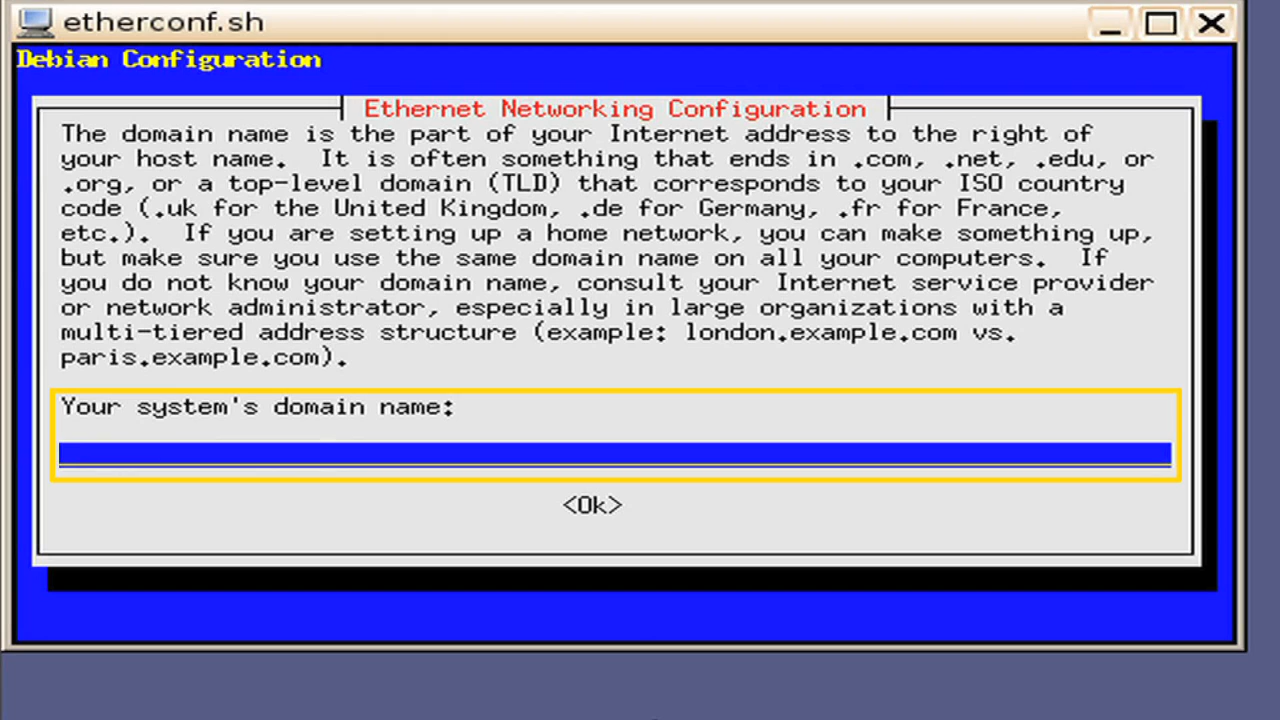 etherconf.sh
Debian Configuration
Ethernet Networking Configuration
The domain name is the part of your Internet address to the right of
your host name.  It is often something that ends in .com, .net, .edu, or
.org, or a top-level domain (TLD) that corresponds to your ISO country
code (.uk for the United Kingdom, .de for Germany, .fr for France,
etc.).  If you are setting up a home network, you can make something up,
but make sure you use the same domain name on all your computers.  If
you do not know your domain name, consult your Internet service provider
or network administrator, especially in large organizations with a
multi-tiered address structure (example: london.example.com vs.
paris.example.com).
Your system's domain name:
<Ok>